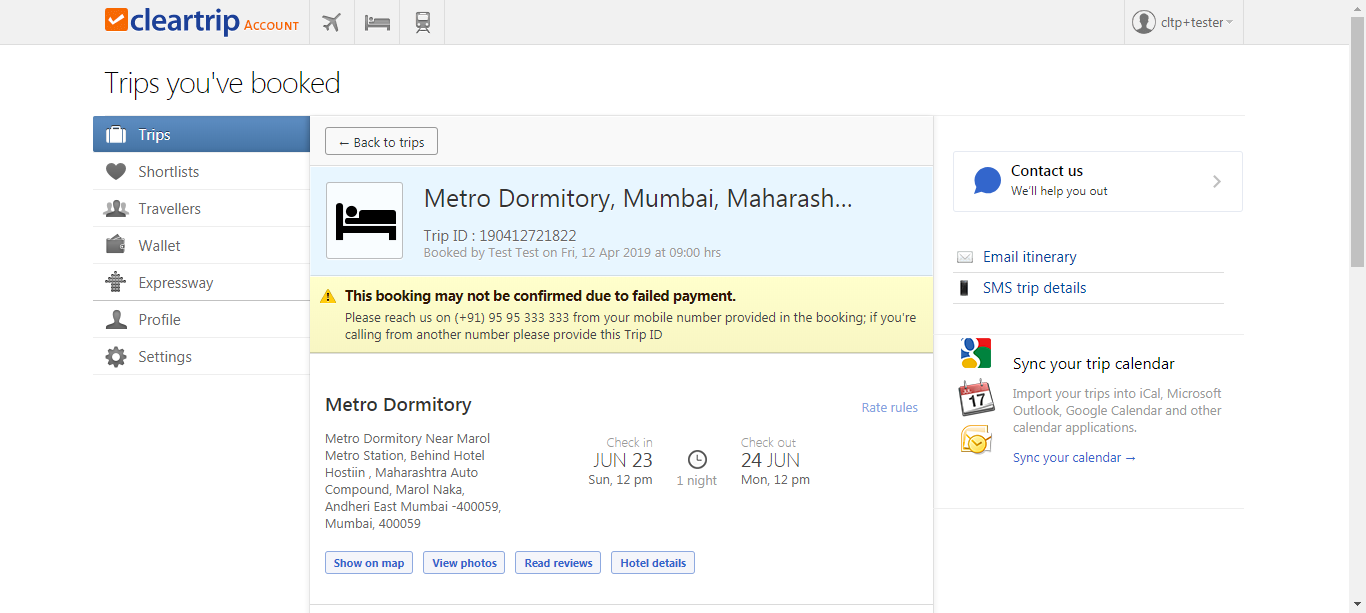 cleartrip ACCOUNT
cltp+tester
Trips you've booked
Trips
Shortlists
Travellers
Wallet
Expressway
Profile
Settings
← Back to trips
Metro Dormitory, Mumbai, Maharash...
Trip ID : 190412721822
Booked by Test Test on Fri, 12 Apr 2019 at 09:00 hrs
This booking may not be confirmed due to failed payment.
Please reach us on (+91) 95 95 333 333 from your mobile number provided in the booking; if you're
calling from another number please provide this Trip ID
Metro Dormitory
Rate rules
Metro Dormitory Near Marol
Metro Station, Behind Hotel
Hostiin , Maharashtra Auto
Compound, Marol Naka,
Andheri East Mumbai -400059,
Mumbai, 400059
Check in
JUN 23
Sun, 12 pm
1 night
Check out
24 JUN
Mon, 12 pm
Show on map
View photos
Read reviews
Hotel details
Contact us
We'll help you out
Email itinerary
SMS trip details
17
Sync your trip calendar
Import your trips into iCal, Microsoft
Outlook, Google Calendar and other
calendar applications.
Sync your calendar →